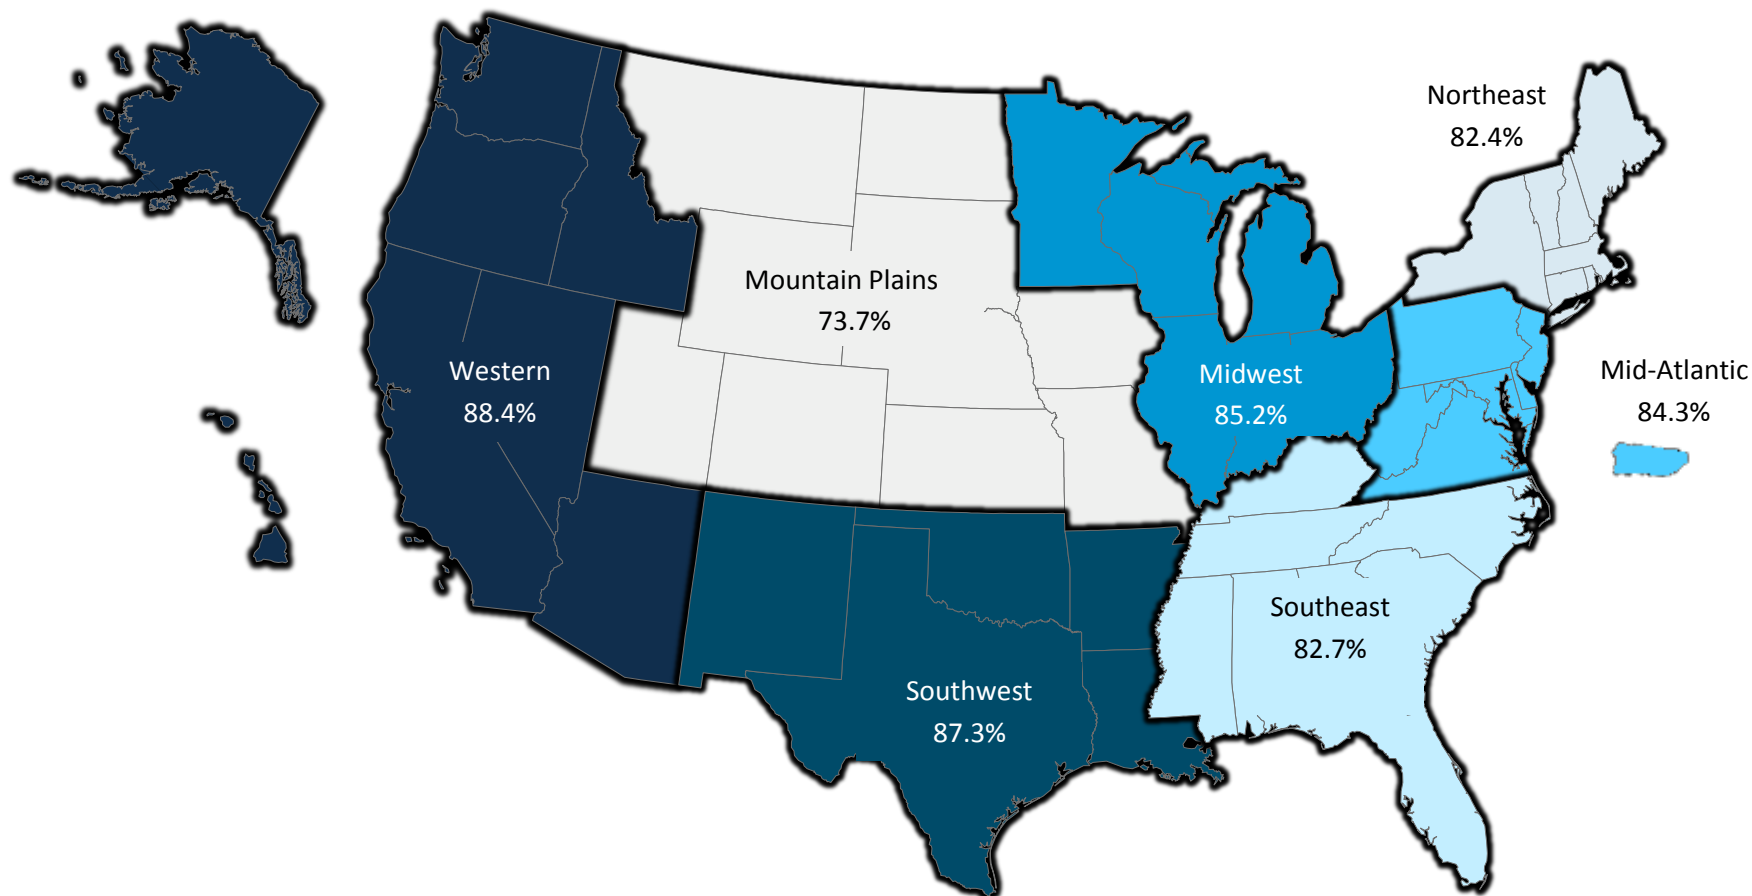 Northeast
82.4%
Mountain Plains
73.7%
Western
88.4%
Midwest
85.2%
Mid-Atlantic
84.3%
Southeast
82.7%
Southwest
87.3%